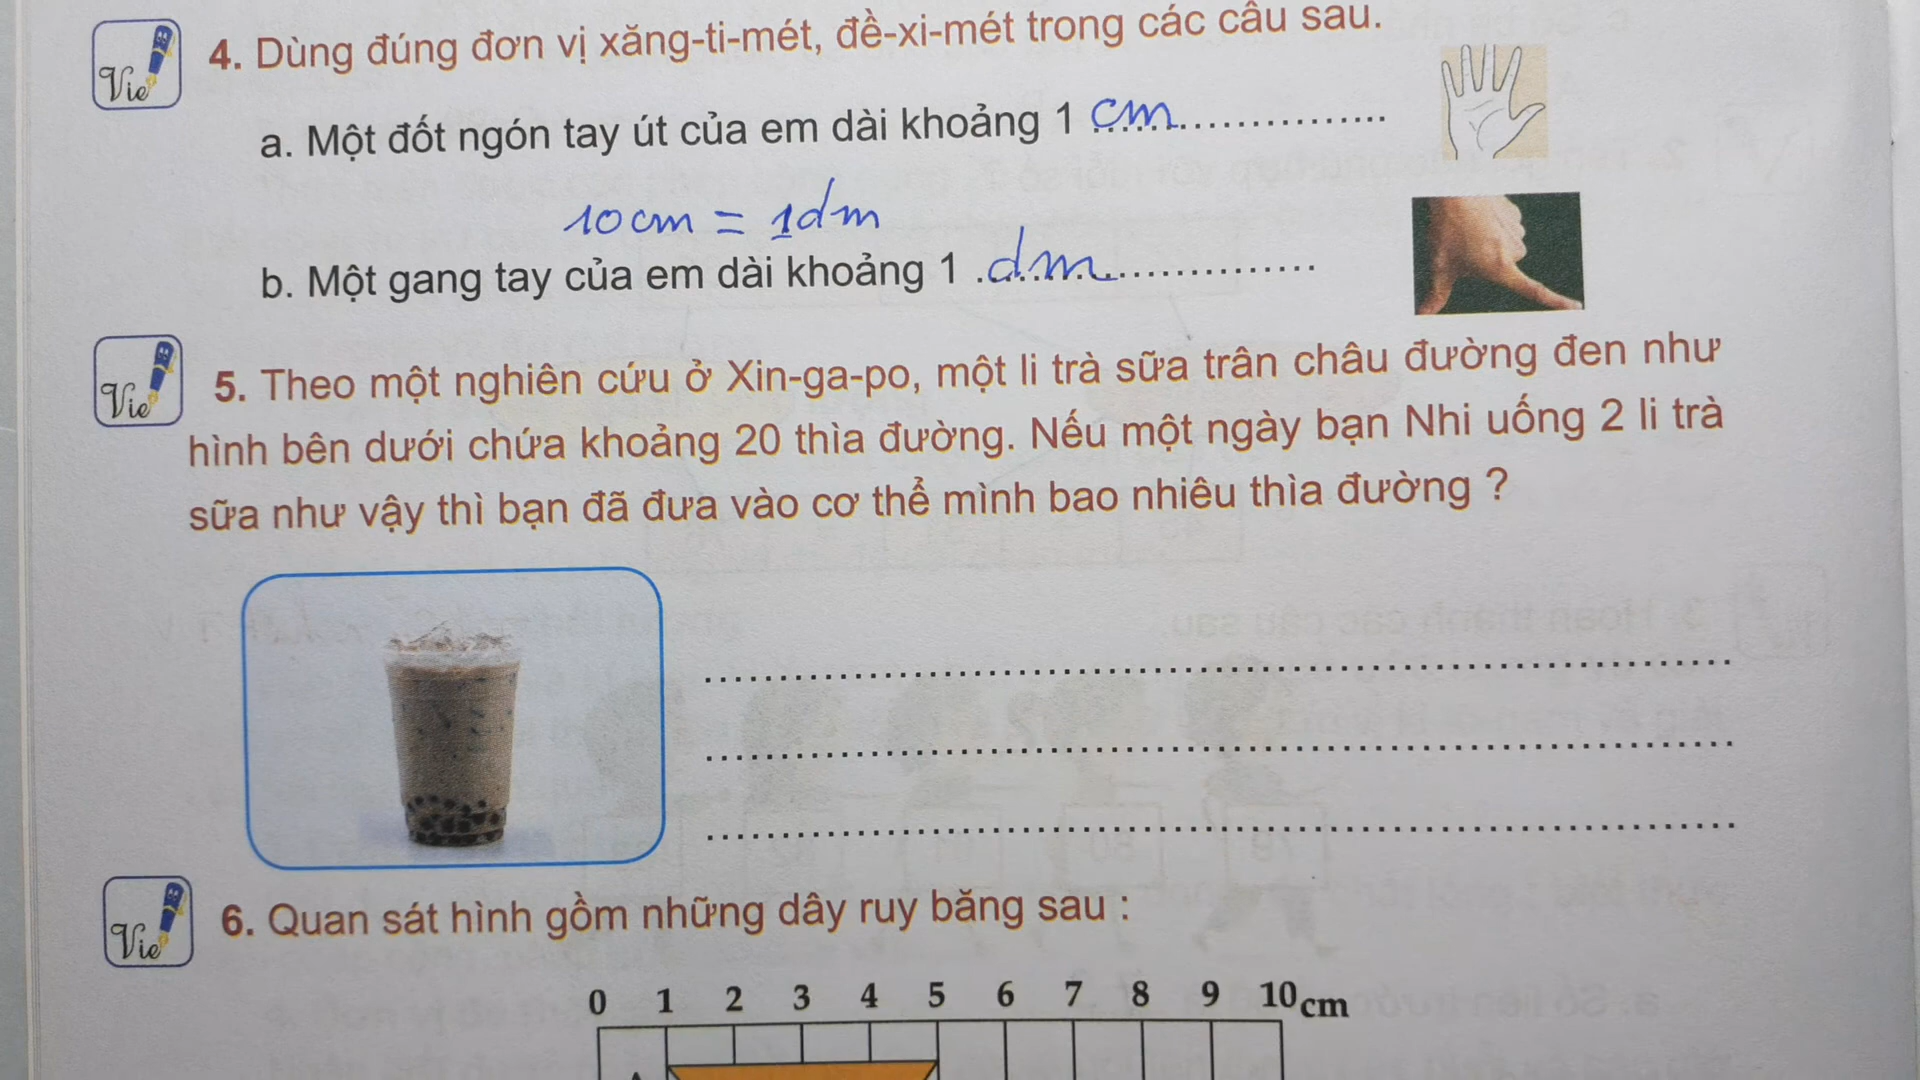 Vie
4. Dùng đúng đơn vị xăng-ti-mét, đề-xi-mét trong các câu sau.
a. Một đốt ngón tay út của em dài khoảng 1 cm...................
10 cm = 1dm
b. Một gang tay của em dài khoảng 1 .dm...................
Vie
5. Theo một nghiên cứu ở Xin-ga-po, một li trà sữa trân châu đường đen như
hình bên dưới chứa khoảng 20 thìa đường. Nếu một ngày bạn Nhi uống 2 li trà
sữa như vậy thì bạn đã đưa vào cơ thể mình bao nhiêu thìa đường ?
Vie
6. Quan sát hình gồm những dây ruy băng sau :
0 1 2 3 4 5 6 7 8 9 10 cm